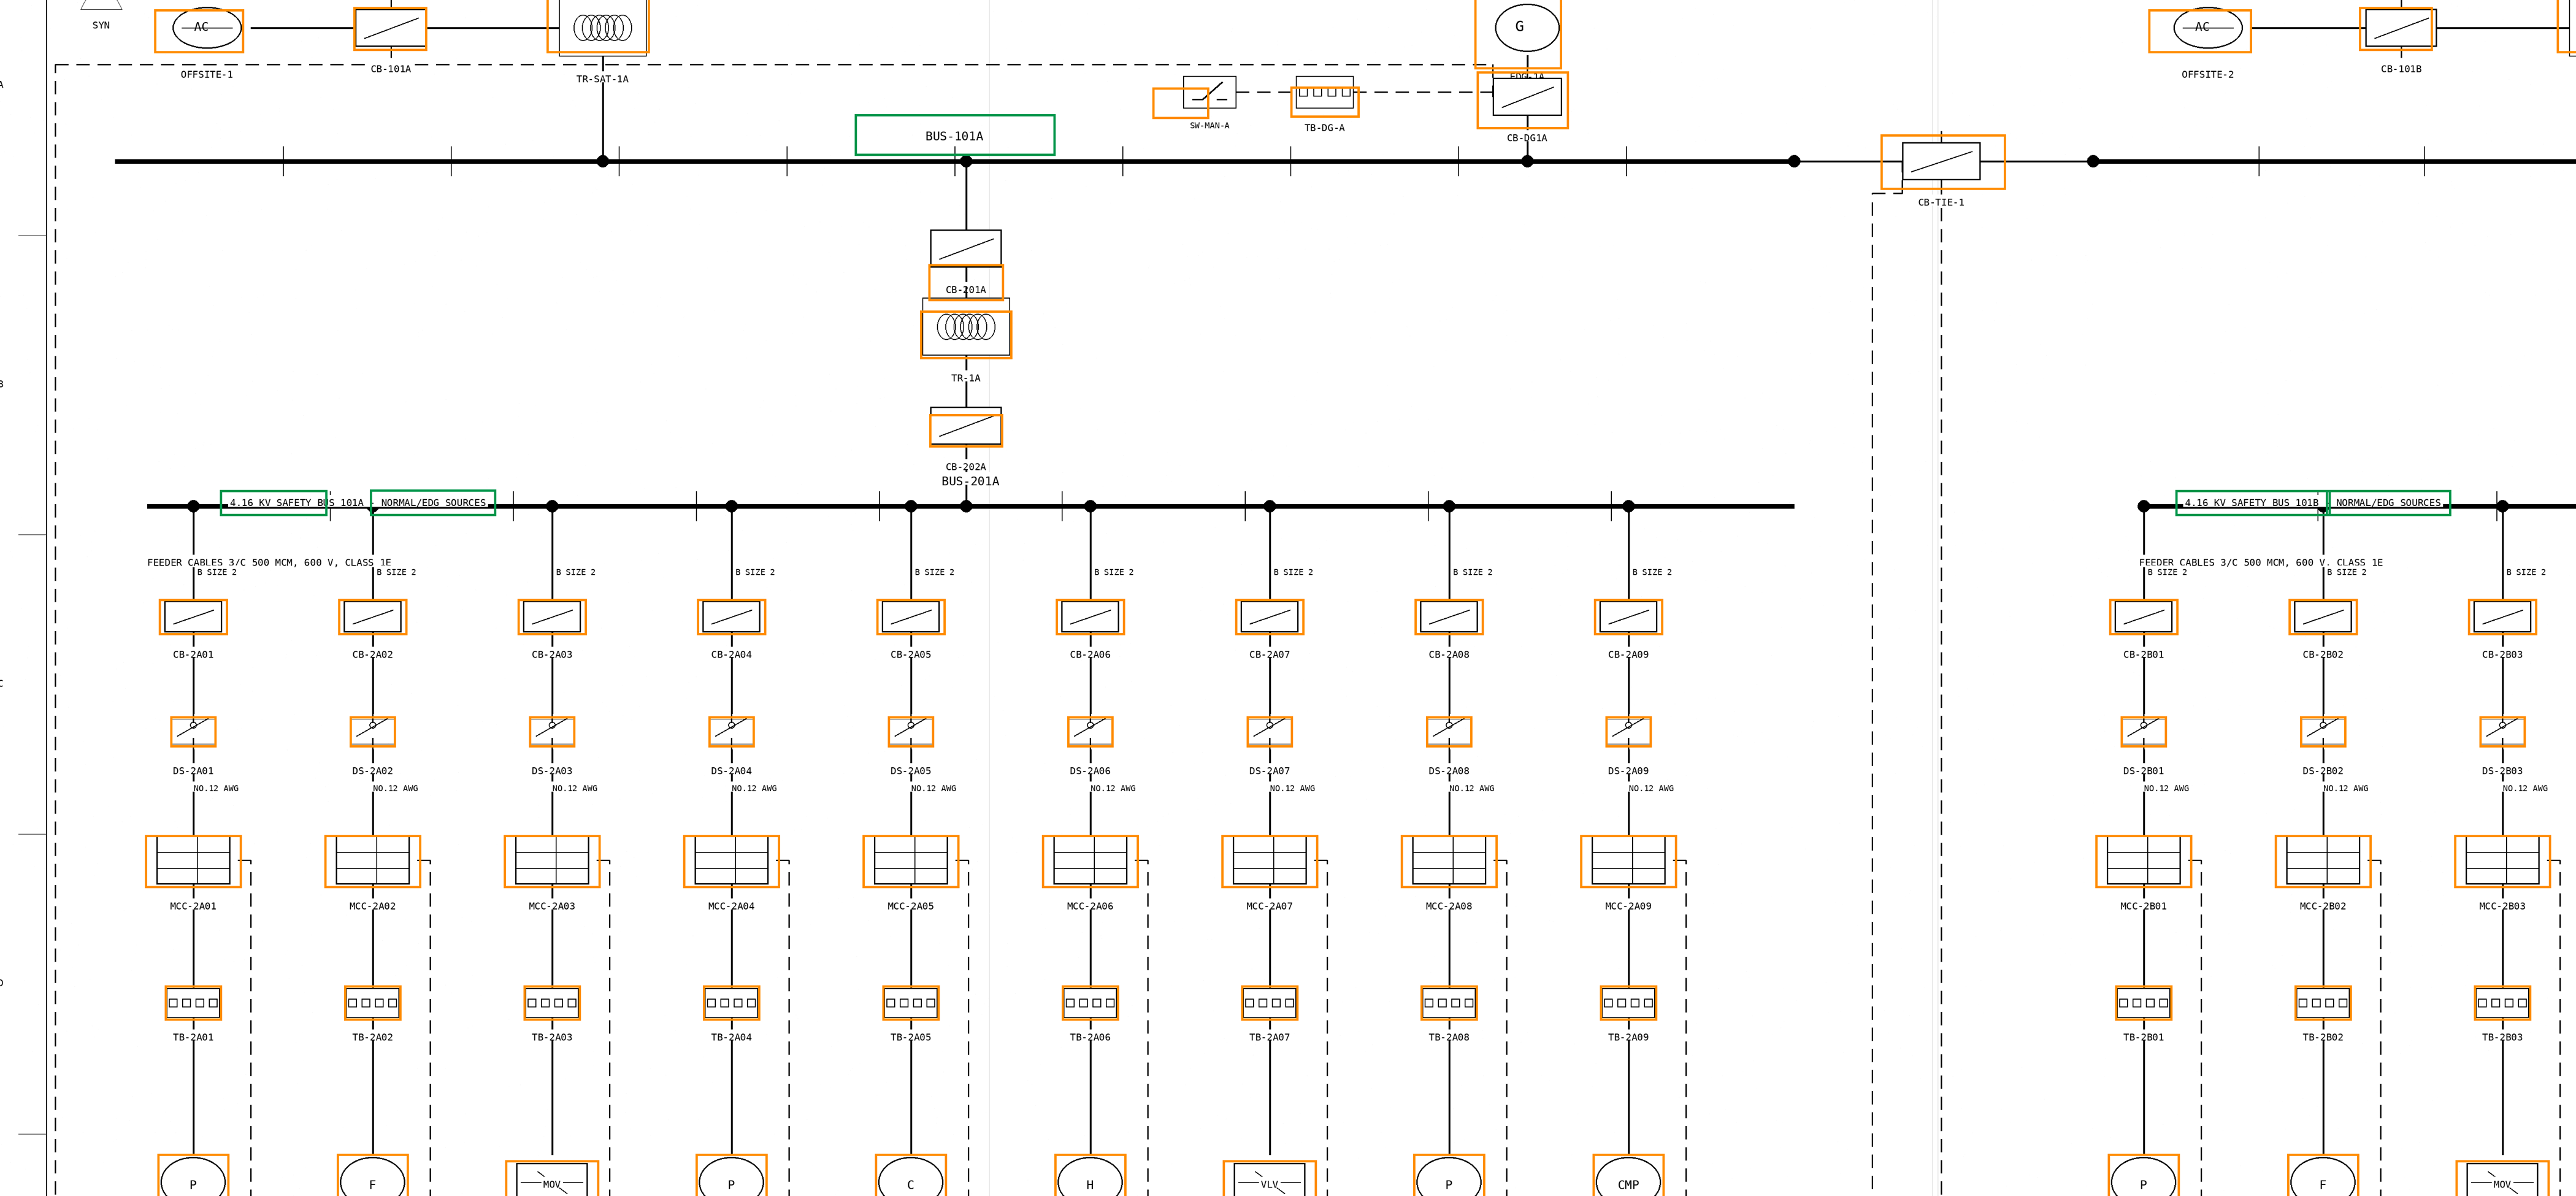 SYN
AC
G
AC
OFFSITE-1
CB-101A
TR-SAT-1A
EDG-1A
OFFSITE-2
CB-101B
A
SW-MAN-A
TB-DG-A
CB-DG1A
BUS-101A
CB-TIE-1
CB-201A
TR-1A
B
CB-202A
BUS-201A
4.16 KV SAFETY BUS 101A - NORMAL/EDG SOURCES
4.16 KV SAFETY BUS 101B NORMAL/EDG SOURCES
FEEDER CABLES 3/C 500 MCM, 600 V, CLASS 1E
FEEDER CABLES 3/C 500 MCM, 600 V, CLASS 1E
B SIZE 2 B SIZE 2 B SIZE 2 B SIZE 2 B SIZE 2 B SIZE 2 B SIZE 2 B SIZE 2 B SIZE 2 B SIZE 2 B SIZE 2 B SIZE 2
CB-2A01 CB-2A02 CB-2A03 CB-2A04 CB-2A05 CB-2A06 CB-2A07 CB-2A08 CB-2A09 CB-2B01 CB-2B02 CB-2B03
C
DS-2A01 DS-2A02 DS-2A03 DS-2A04 DS-2A05 DS-2A06 DS-2A07 DS-2A08 DS-2A09 DS-2B01 DS-2B02 DS-2B03
NO.12 AWG NO.12 AWG NO.12 AWG NO.12 AWG NO.12 AWG NO.12 AWG NO.12 AWG NO.12 AWG NO.12 AWG NO.12 AWG NO.12 AWG NO.12 AWG
MCC-2A01 MCC-2A02 MCC-2A03 MCC-2A04 MCC-2A05 MCC-2A06 MCC-2A07 MCC-2A08 MCC-2A09 MCC-2B01 MCC-2B02 MCC-2B03
D
TB-2A01 TB-2A02 TB-2A03 TB-2A04 TB-2A05 TB-2A06 TB-2A07 TB-2A08 TB-2A09 TB-2B01 TB-2B02 TB-2B03
P F MOV P C H VLV P CMP P F MOV